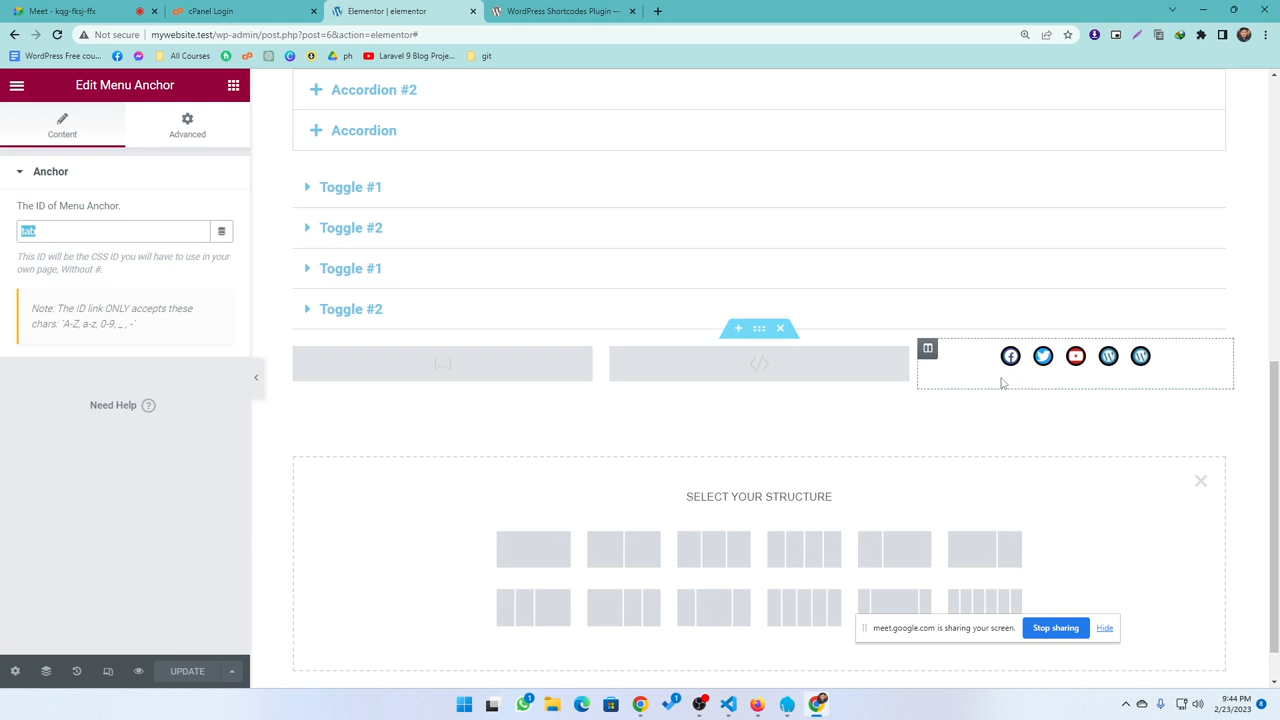 Meet - kqg-fksj-jfx
Elementor | elementor
WordPress Shortcodes Plugin —
Not secure
mywebsite.test/wp-admin/post.php?post=6&action=elementor#
WordPress Free cou...
All Courses
ph
Laravel 9 Blog Proje...
git
Edit Menu Anchor
Content
Advanced
Anchor
The ID of Menu Anchor.
tab
This ID will be the CSS ID you will have to use in your
own page, Without #.
Note: The ID link ONLY accepts these
chars: `A-Z, a-z, 0-9, _ , -`
Need Help ?
UPDATE
Accordion #2
Accordion
Toggle #1
Toggle #2
Toggle #1
Toggle #2
[...]
</>
SELECT YOUR STRUCTURE
meet.google.com is sharing your screen.
Stop sharing
Hide
9:44 PM
2/23/2023